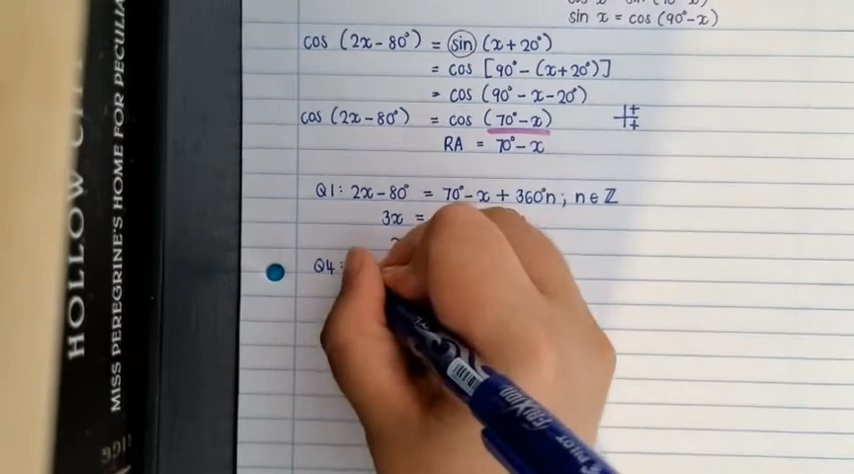 sin x = cos (90°-x)
cos (2x-80°) = sin (x+20°)
= cos [90°-(x+20°)]
= cos (90°-x-20°)
cos (2x-80°) = cos (70°-x)
RA = 70°-x
Q1: 2x-80° = 70°-x + 360°n ; n ∈ ℤ
3x =
Q4:
HOLLOW CITY
MISS PEREGRINE'S HOME FOR PECULIA
PILOT